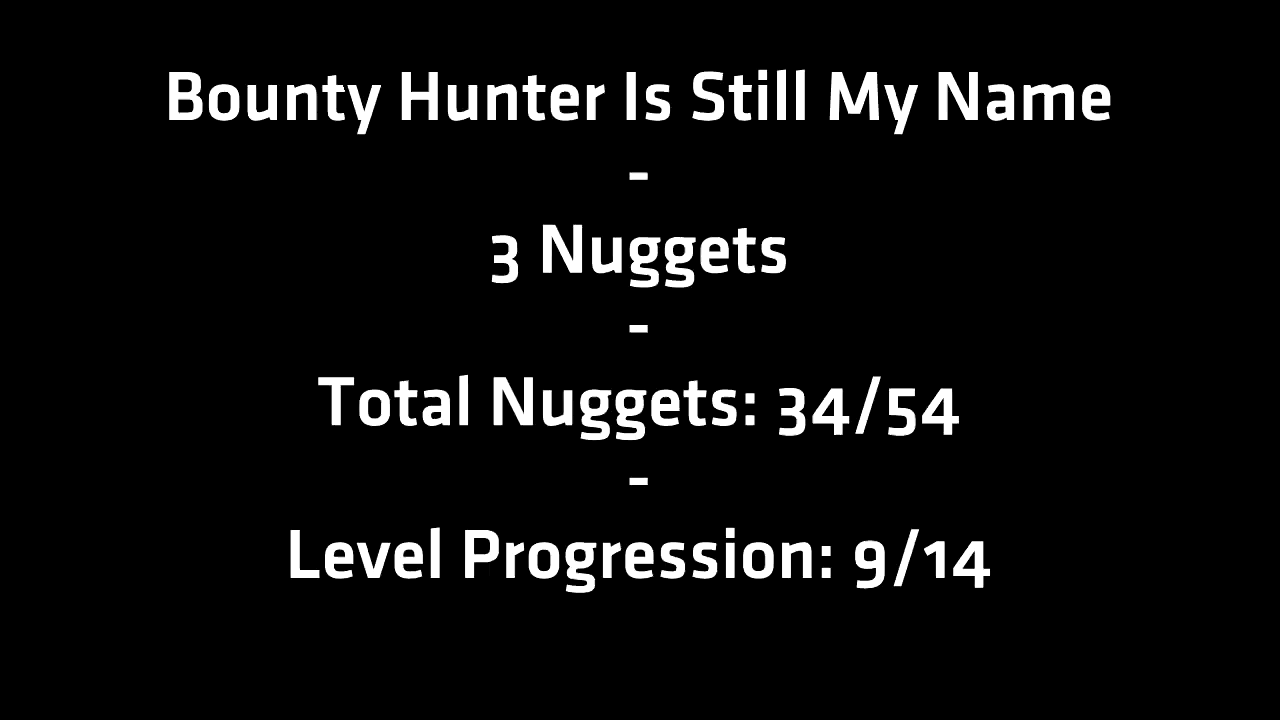 Bounty Hunter Is Still My Name
-
3 Nuggets
-
Total Nuggets: 34/54
-
Level Progression: 9/14